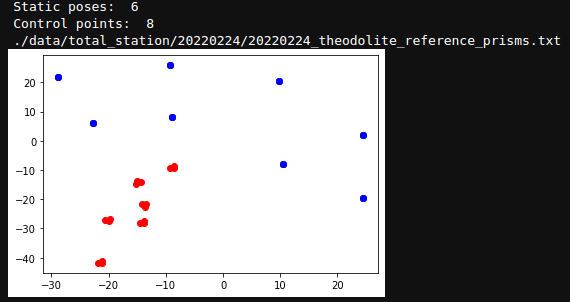 Static poses:  6
Control points:  8
./data/total_station/20220224/20220224_theodolite_reference_prisms.txt
20
10
0
−10
−20
−30
−40
−30 −20 −10 0 10 20